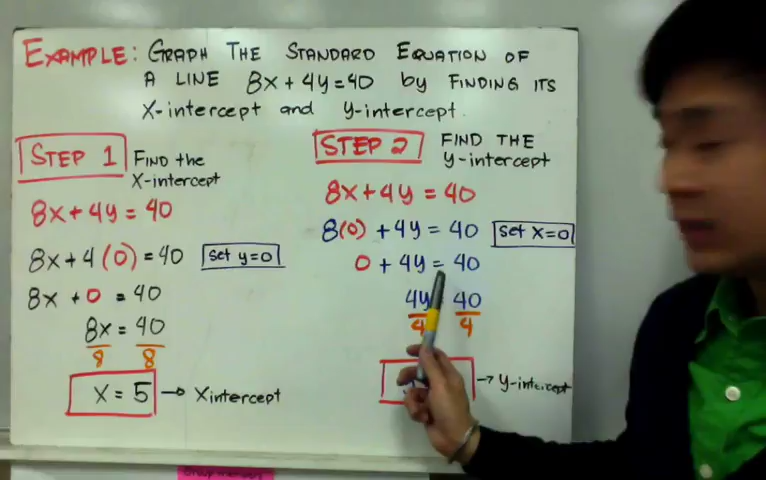 EXAMPLE: GRAPH THE STANDARD EQUATION OF
A LINE 8x + 4y = 40 by FINDING ITS
X-intercept and y-intercept.
STEP 1 FIND the
X-intercept
8x + 4y = 40
8x + 4(0) = 40 set y=0
8x + 0 = 40
8x = 40
8 8
x = 5 → X intercept
STEP 2 FIND THE
y-intercept
8x + 4y = 40
8(0) + 4y = 40 set x=0
0 + 4y = 40
4y 40
4 4
→ y-intercept
Group members